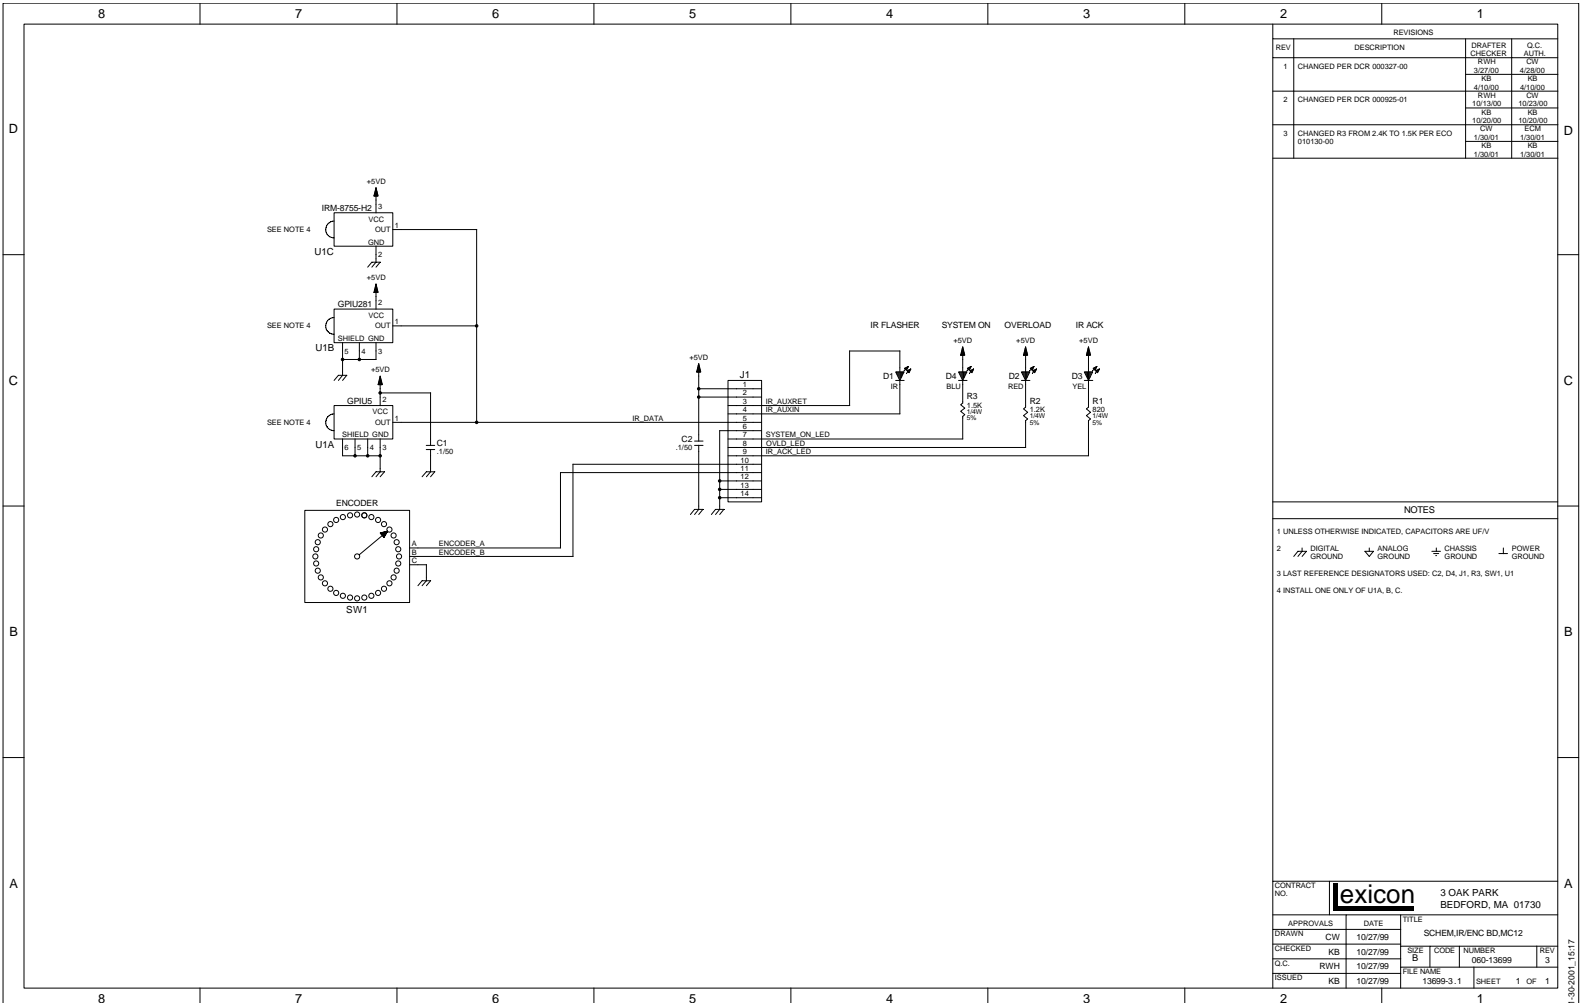 8 7 6 5 4 3 2 1
REVISIONS
REV DESCRIPTION DRAFTER CHECKER Q.C. AUTH.
1 CHANGED PER DCR 000327-00 RWH 3/27/00 CW 4/28/00
KB 4/10/00 KB 4/10/00
2 CHANGED PER DCR 000925-01 RWH 10/13/00 CW 10/23/00
KB 10/20/00 KB 10/20/00
3 CHANGED R3 FROM 2.4K TO 1.5K PER ECO 010130-00 CW 1/30/01 ECM 1/30/01
KB 1/30/01 KB 1/30/01
D D
+5VD
IRM-8755-H2 3
VCC
SEE NOTE 4 OUT 1
GND
U1C 2
+5VD
GPIU281 2
VCC
SEE NOTE 4 OUT 1
SHIELD GND
U1B 5 4 3
+5VD
GPIU5 2
VCC
SEE NOTE 4 OUT 1
SHIELD GND
U1A 6 5 4 3
C1
.1/50
IR_DATA
C C
+5VD
C2
.1/50
J1
1
2
3 IR_AUXRET
4 IR_AUXIN
5
6
7 SYSTEM_ON_LED
8 OVLD_LED
9 IR_ACK_LED
10
11
12
13
14
IR FLASHER SYSTEM ON OVERLOAD IR ACK
+5VD +5VD +5VD
D1 D4 D2 D3
IR BLU RED YEL
R3 1.5K 1/4W 5%
R2 1.2K 1/4W 5%
R1 820 1/4W 5%
ENCODER
A ENCODER_A
B ENCODER_B
C
SW1
NOTES
1 UNLESS OTHERWISE INDICATED, CAPACITORS ARE UF/V
2 DIGITAL GROUND ANALOG GROUND CHASSIS GROUND POWER GROUND
3 LAST REFERENCE DESIGNATORS USED: C2, D4, J1, R3, SW1, U1
4 INSTALL ONE ONLY OF U1A, B, C.
B B
A A
CONTRACT NO.
Lexicon
3 OAK PARK
BEDFORD, MA 01730
APPROVALS DATE
DRAWN CW 10/27/99
CHECKED KB 10/27/99
Q.C. RWH 10/27/99
ISSUED KB 10/27/99
TITLE
SCHEM,IR/ENC BD,MC12
SIZE B CODE NUMBER 060-13699 REV 3
FILE NAME 13699-3.1 SHEET 1 OF 1
1-30-2001_15:17
8 7 6 5 4 3 2 1